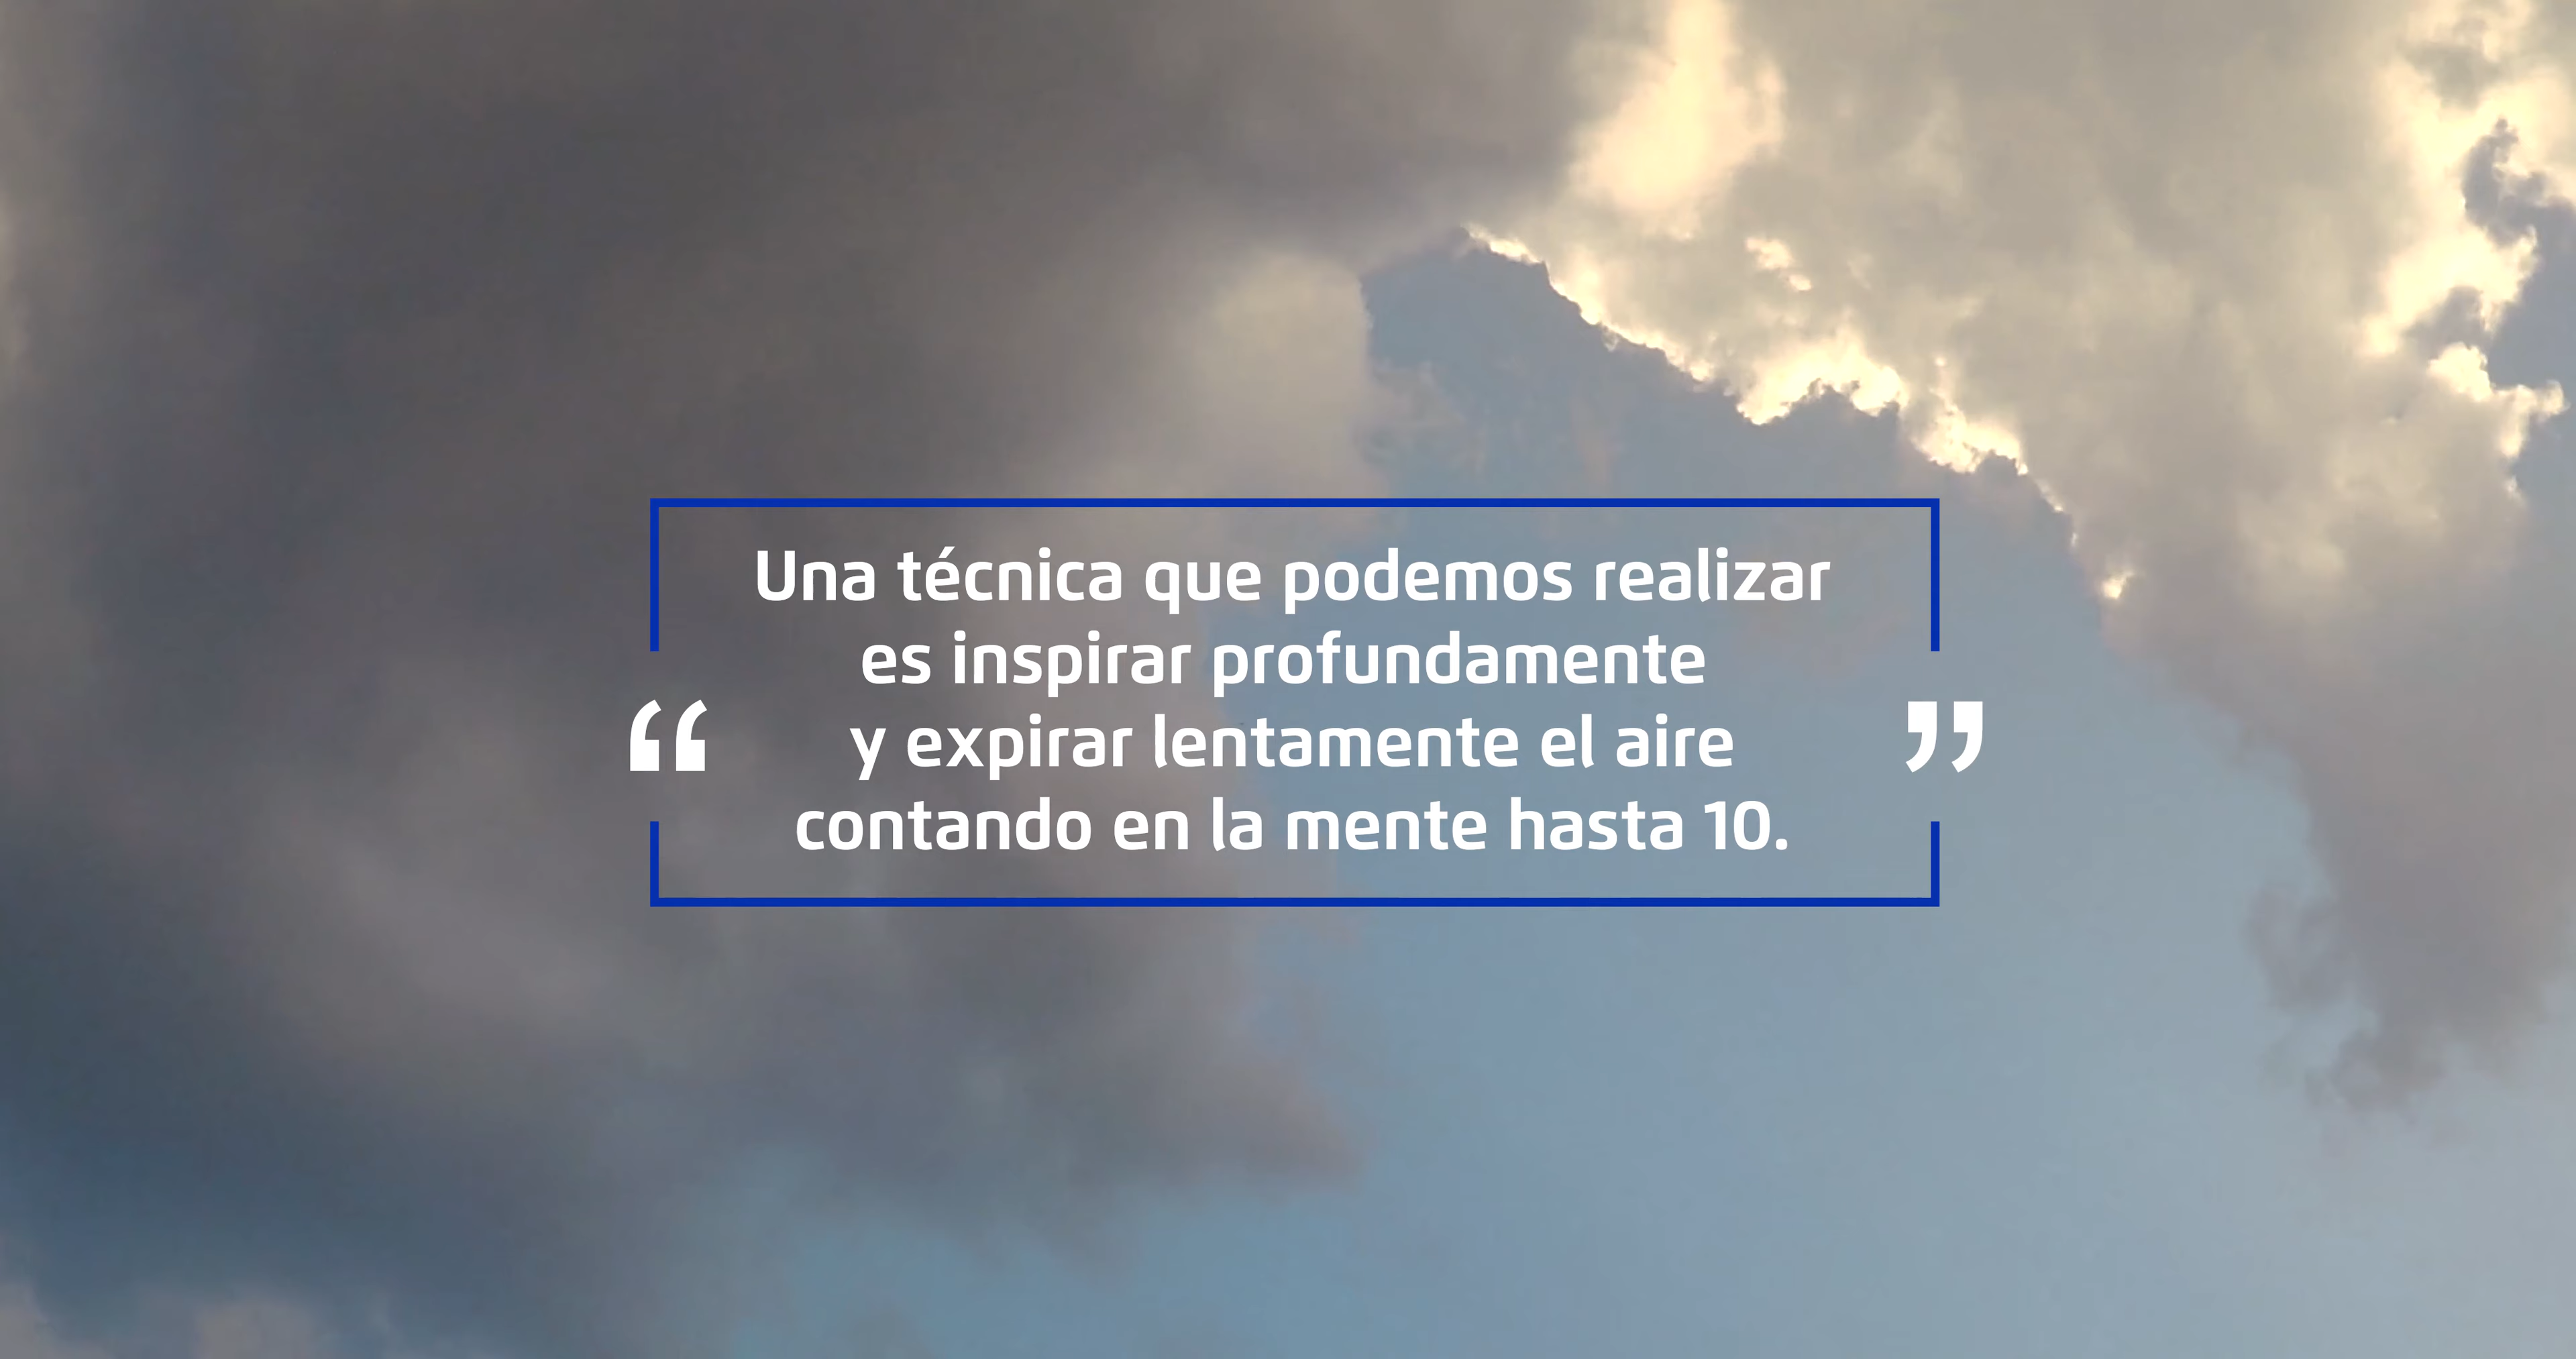 Una técnica que podemos realizar
es inspirar profundamente
“ y expirar lentamente el aire ”
contando en la mente hasta 10.